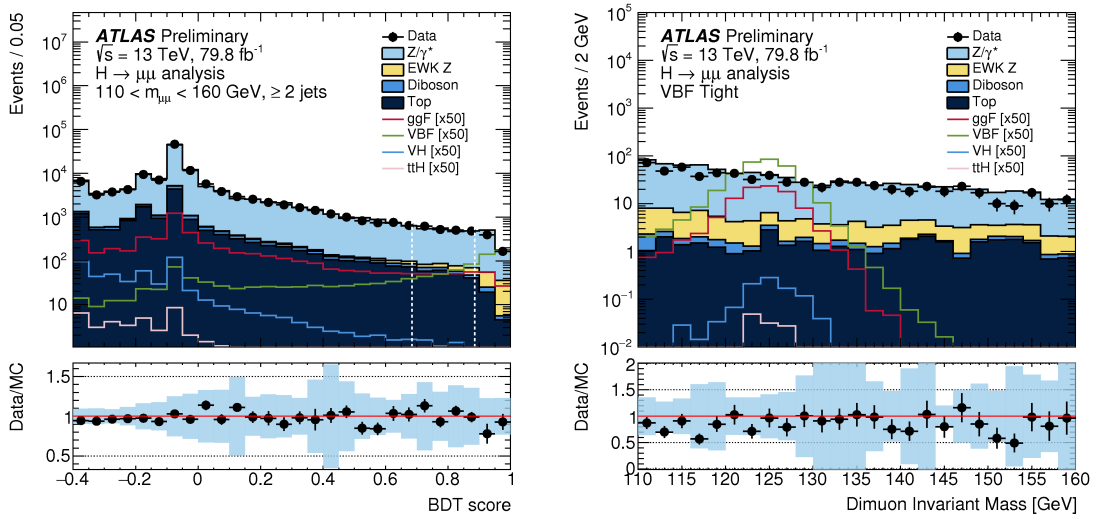 Events / 0.05
10⁷
10⁶
10⁵
10⁴
10³
10²
10
ATLAS Preliminary
√s = 13 TeV, 79.8 fb⁻¹
H → μμ analysis
110 < m_μμ < 160 GeV, ≥ 2 jets
Data
Z/γ*
EWK Z
Diboson
Top
ggF [x50]
VBF [x50]
VH [x50]
ttH [x50]
Data/MC
1.5
1
0.5
−0.4 −0.2 0 0.2 0.4 0.6 0.8 1
BDT score
Events / 2 GeV
10⁵
10⁴
10³
10²
10
1
10⁻¹
10⁻²
ATLAS Preliminary
√s = 13 TeV, 79.8 fb⁻¹
H → μμ analysis
VBF Tight
Data
Z/γ*
EWK Z
Diboson
Top
ggF [x50]
VBF [x50]
VH [x50]
ttH [x50]
Data/MC
2
1.5
1
0.5
0
110 115 120 125 130 135 140 145 150 155 160
Dimuon Invariant Mass [GeV]